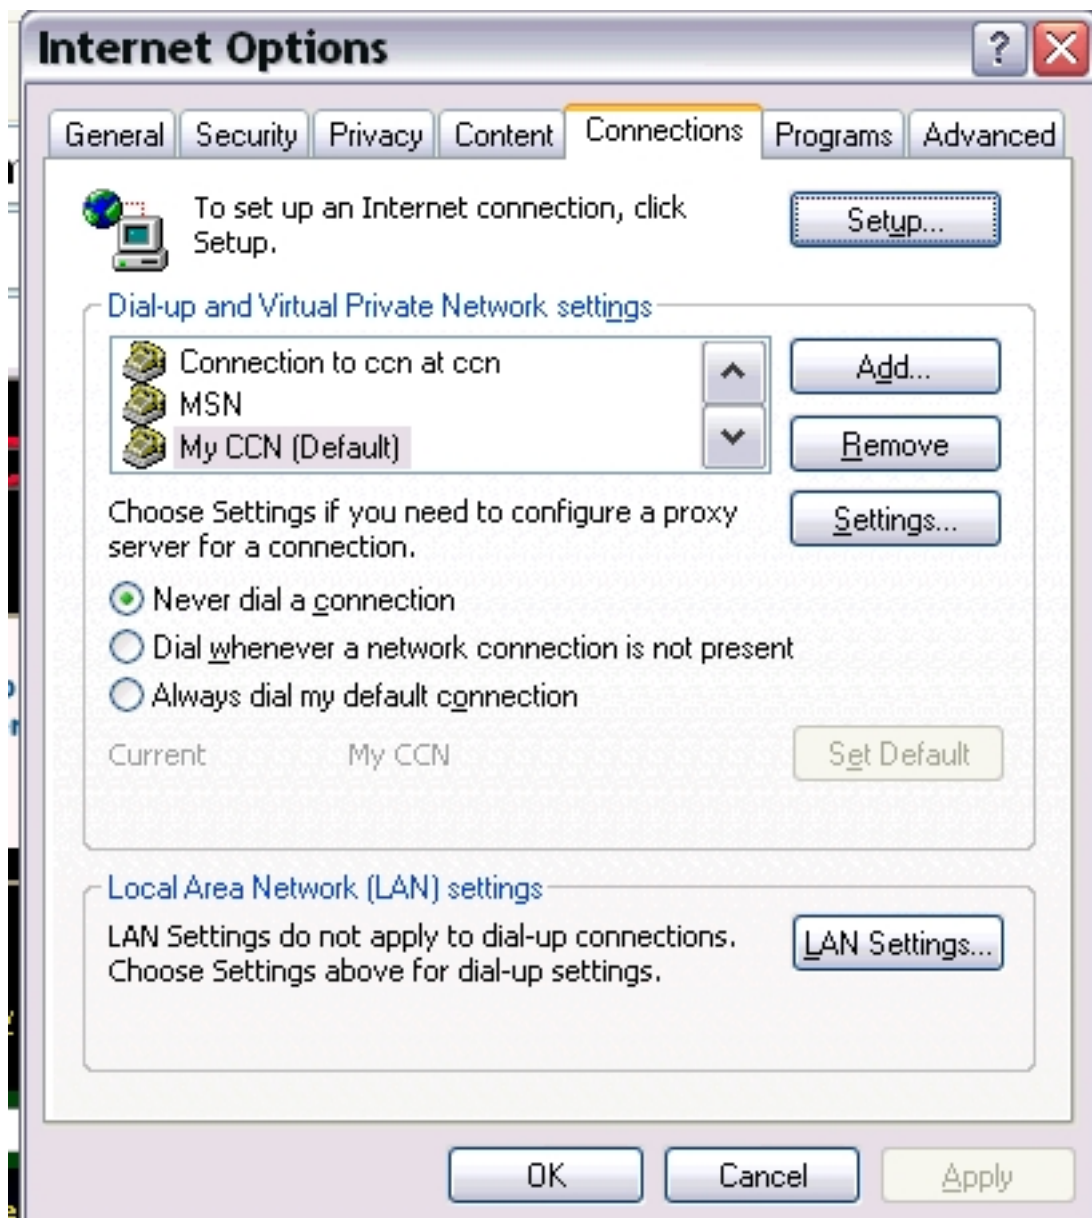 Internet Options
?
General Security Privacy Content Connections Programs Advanced
To set up an Internet connection, click
Setup.
Setup...
Dial-up and Virtual Private Network settings
Connection to ccn at ccn
MSN
My CCN (Default)
Add...
Remove
Choose Settings if you need to configure a proxy
server for a connection.
Settings...
Never dial a connection
Dial whenever a network connection is not present
Always dial my default connection
Current My CCN Set Default
Local Area Network (LAN) settings
LAN Settings do not apply to dial-up connections.
Choose Settings above for dial-up settings.
LAN Settings...
OK Cancel Apply